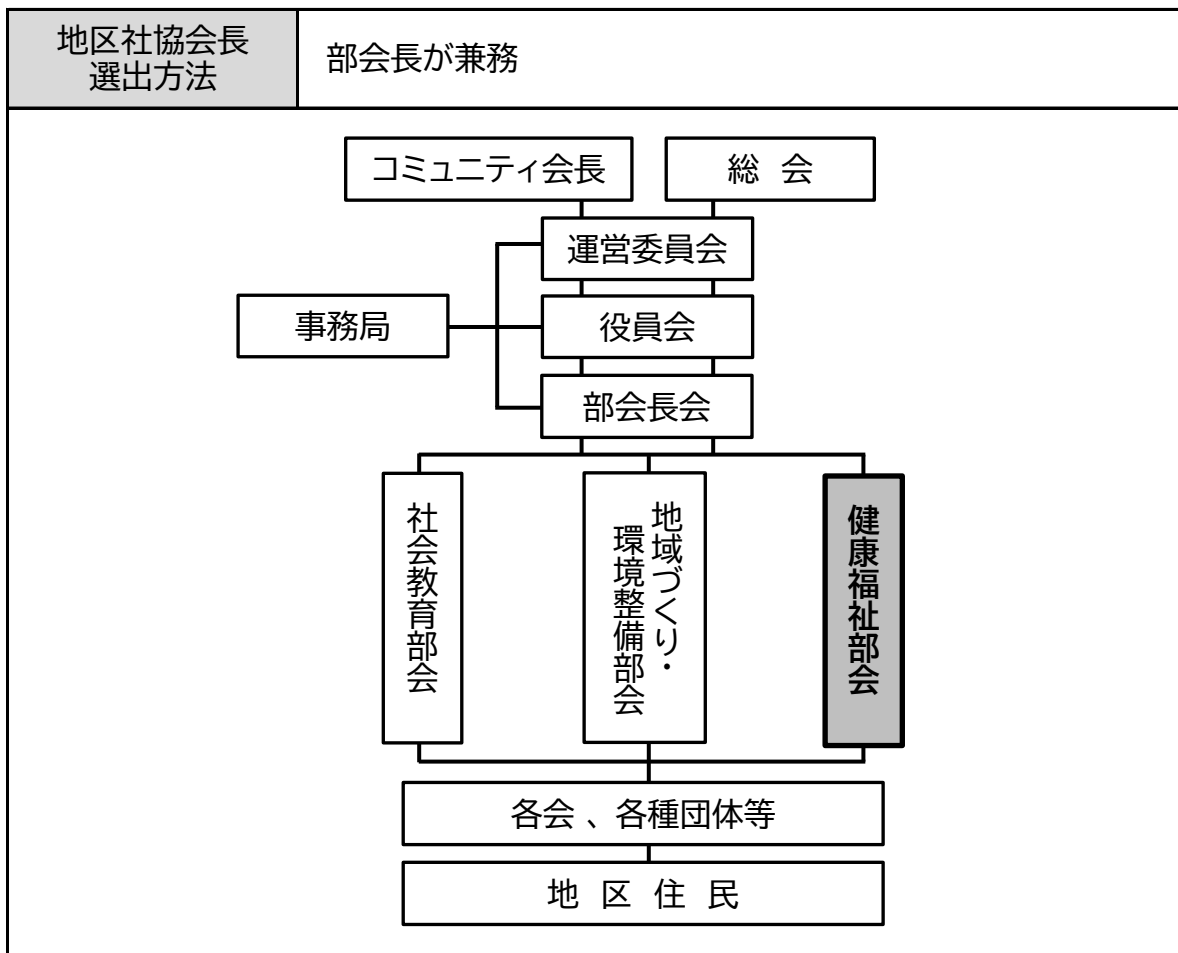 地区社協会長
選出方法
部会長が兼務
コミュニティ会長
総 会
運営委員会
事務局
役員会
部会長会
社会教育部会
地域づくり・
環境整備部会
健康福祉部会
各会 、各種団体等
地 区 住 民